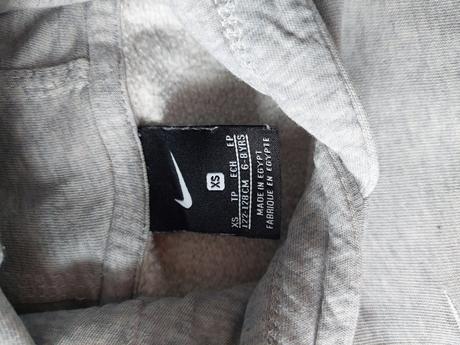 XS
XS TP ECH EP
122-128CM 6-8YRS
MADE IN EGYPT
FABRIQUE EN EGYPTE